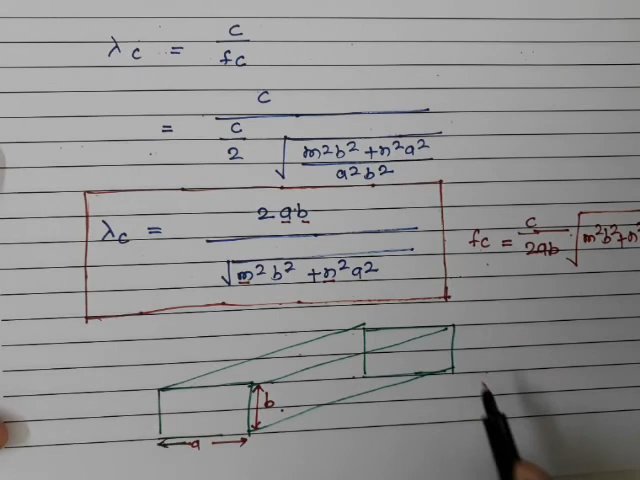 λc = c / fc
= c / (c/2 √((m²b² + n²a²) / a²b²))
λc = 2ab / √(m²b² + n²a²)
fc = c / 2ab √(m²b² + n²
b
a